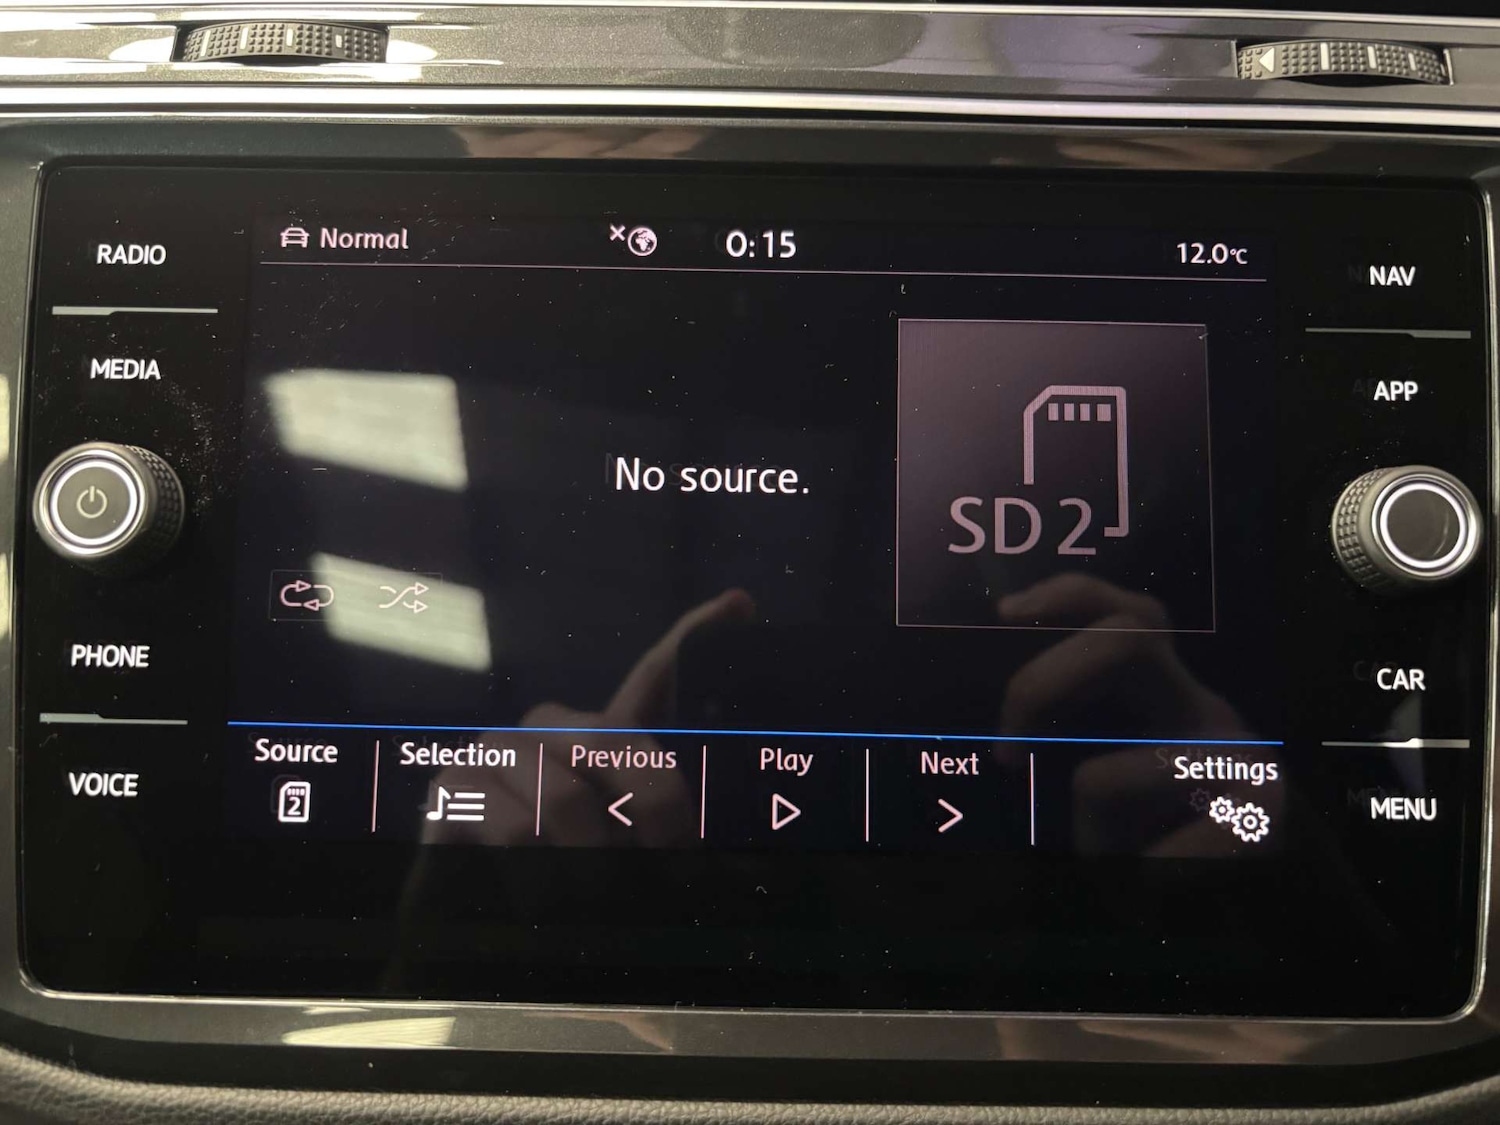 RADIO
MEDIA
PHONE
VOICE
Normal
0:15
12.0°C
No source.
SD 2
Source
2
Selection
Previous
Play
Next
Settings
NAV
APP
CAR
MENU